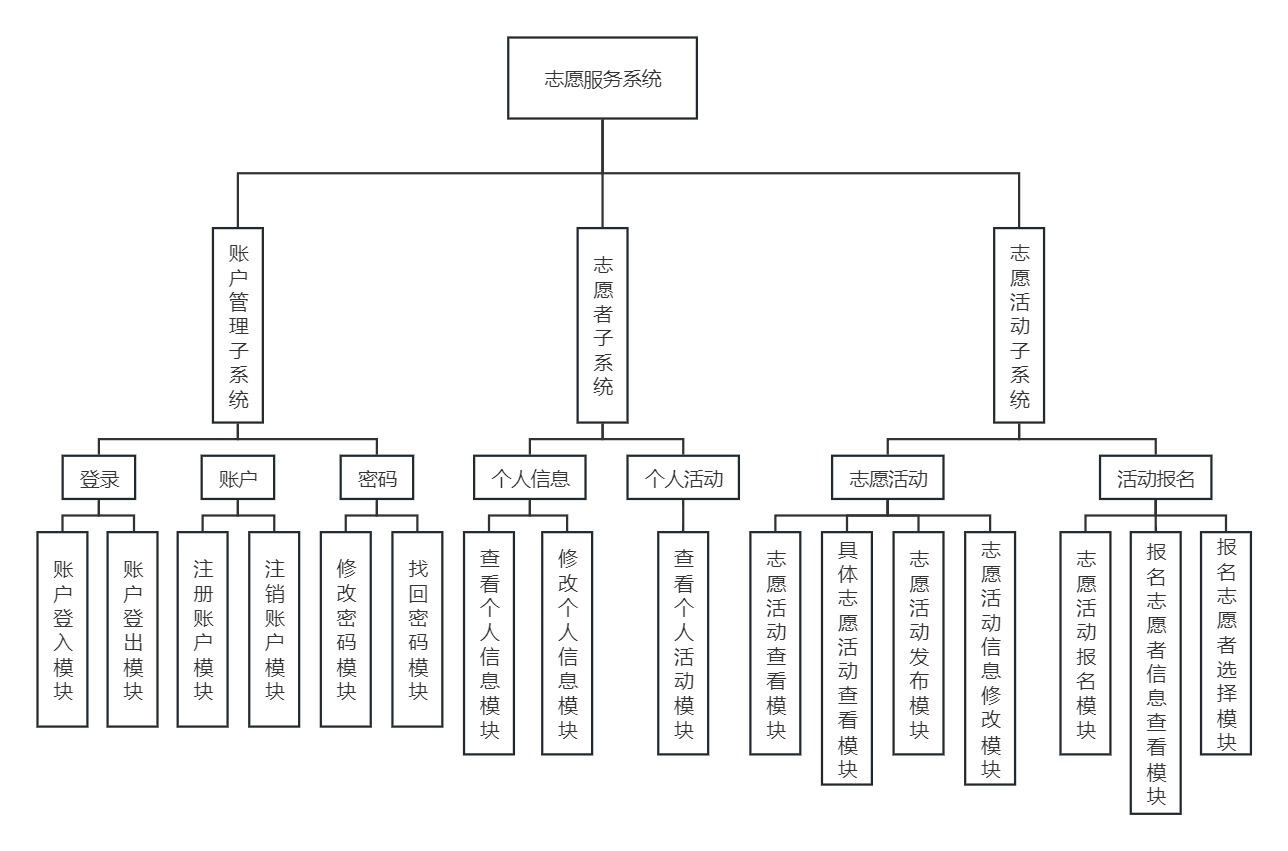 志愿服务系统
账户管理子系统
志愿者子系统
志愿活动子系统
登录
账户
密码
个人信息
个人活动
志愿活动
活动报名
账户登入模块
账户登出模块
注册账户模块
注销账户模块
修改密码模块
找回密码模块
查看个人信息模块
修改个人信息模块
查看个人活动模块
志愿活动查看模块
具体志愿活动查看模块
志愿活动发布模块
志愿活动信息修改模块
志愿活动报名模块
报名志愿者信息查看模块
报名志愿者选择模块